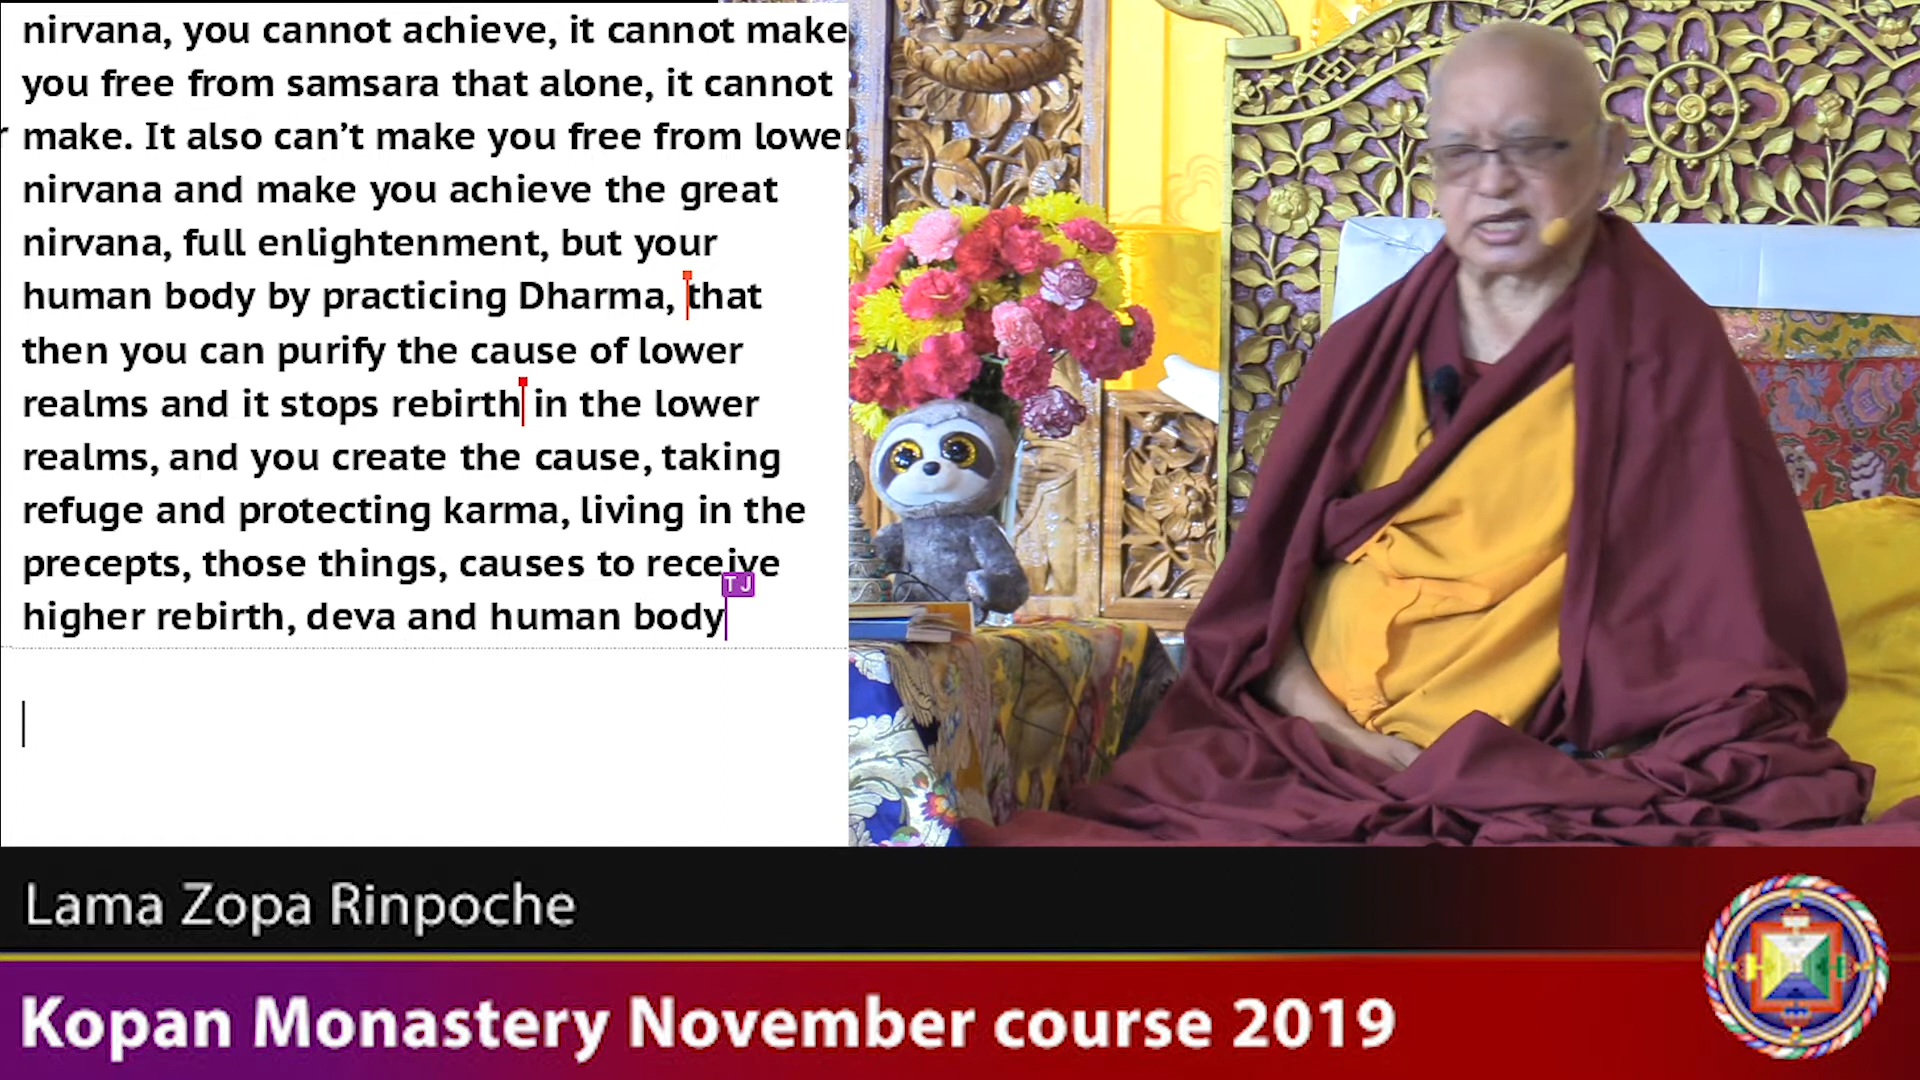 nirvana, you cannot achieve, it cannot make
you free from samsara that alone, it cannot
make. It also can't make you free from lower
nirvana and make you achieve the great
nirvana, full enlightenment, but your
human body by practicing Dharma, that
then you can purify the cause of lower
realms and it stops rebirth in the lower
realms, and you create the cause, taking
refuge and protecting karma, living in the
precepts, those things, causes to receive
TJ
higher rebirth, deva and human body
Lama Zopa Rinpoche
Kopan Monastery November course 2019